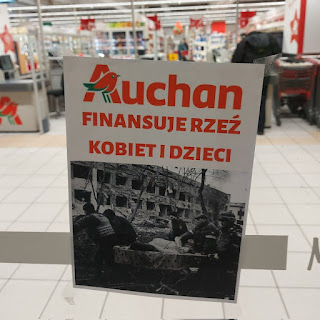 Auchan
FINANSUJE RZEŹ
KOBIET I DZIECI